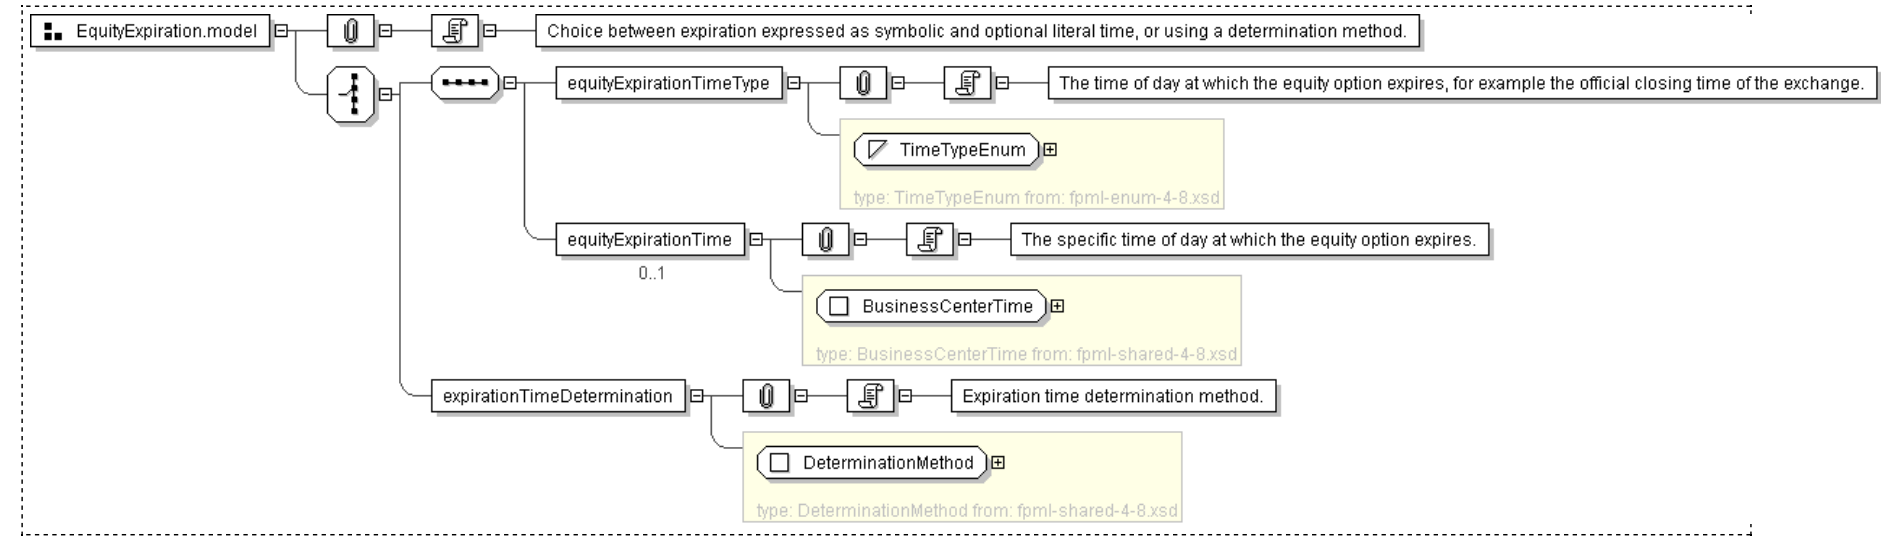 EquityExpiration.model
Choice between expiration expressed as symbolic and optional literal time, or using a determination method.
equityExpirationTimeType
The time of day at which the equity option expires, for example the official closing time of the exchange.
TimeTypeEnum
type: TimeTypeEnum from: fpml-enum-4-8.xsd
equityExpirationTime
The specific time of day at which the equity option expires.
0..1
BusinessCenterTime
type: BusinessCenterTime from: fpml-shared-4-8.xsd
expirationTimeDetermination
Expiration time determination method.
DeterminationMethod
type: DeterminationMethod from: fpml-shared-4-8.xsd